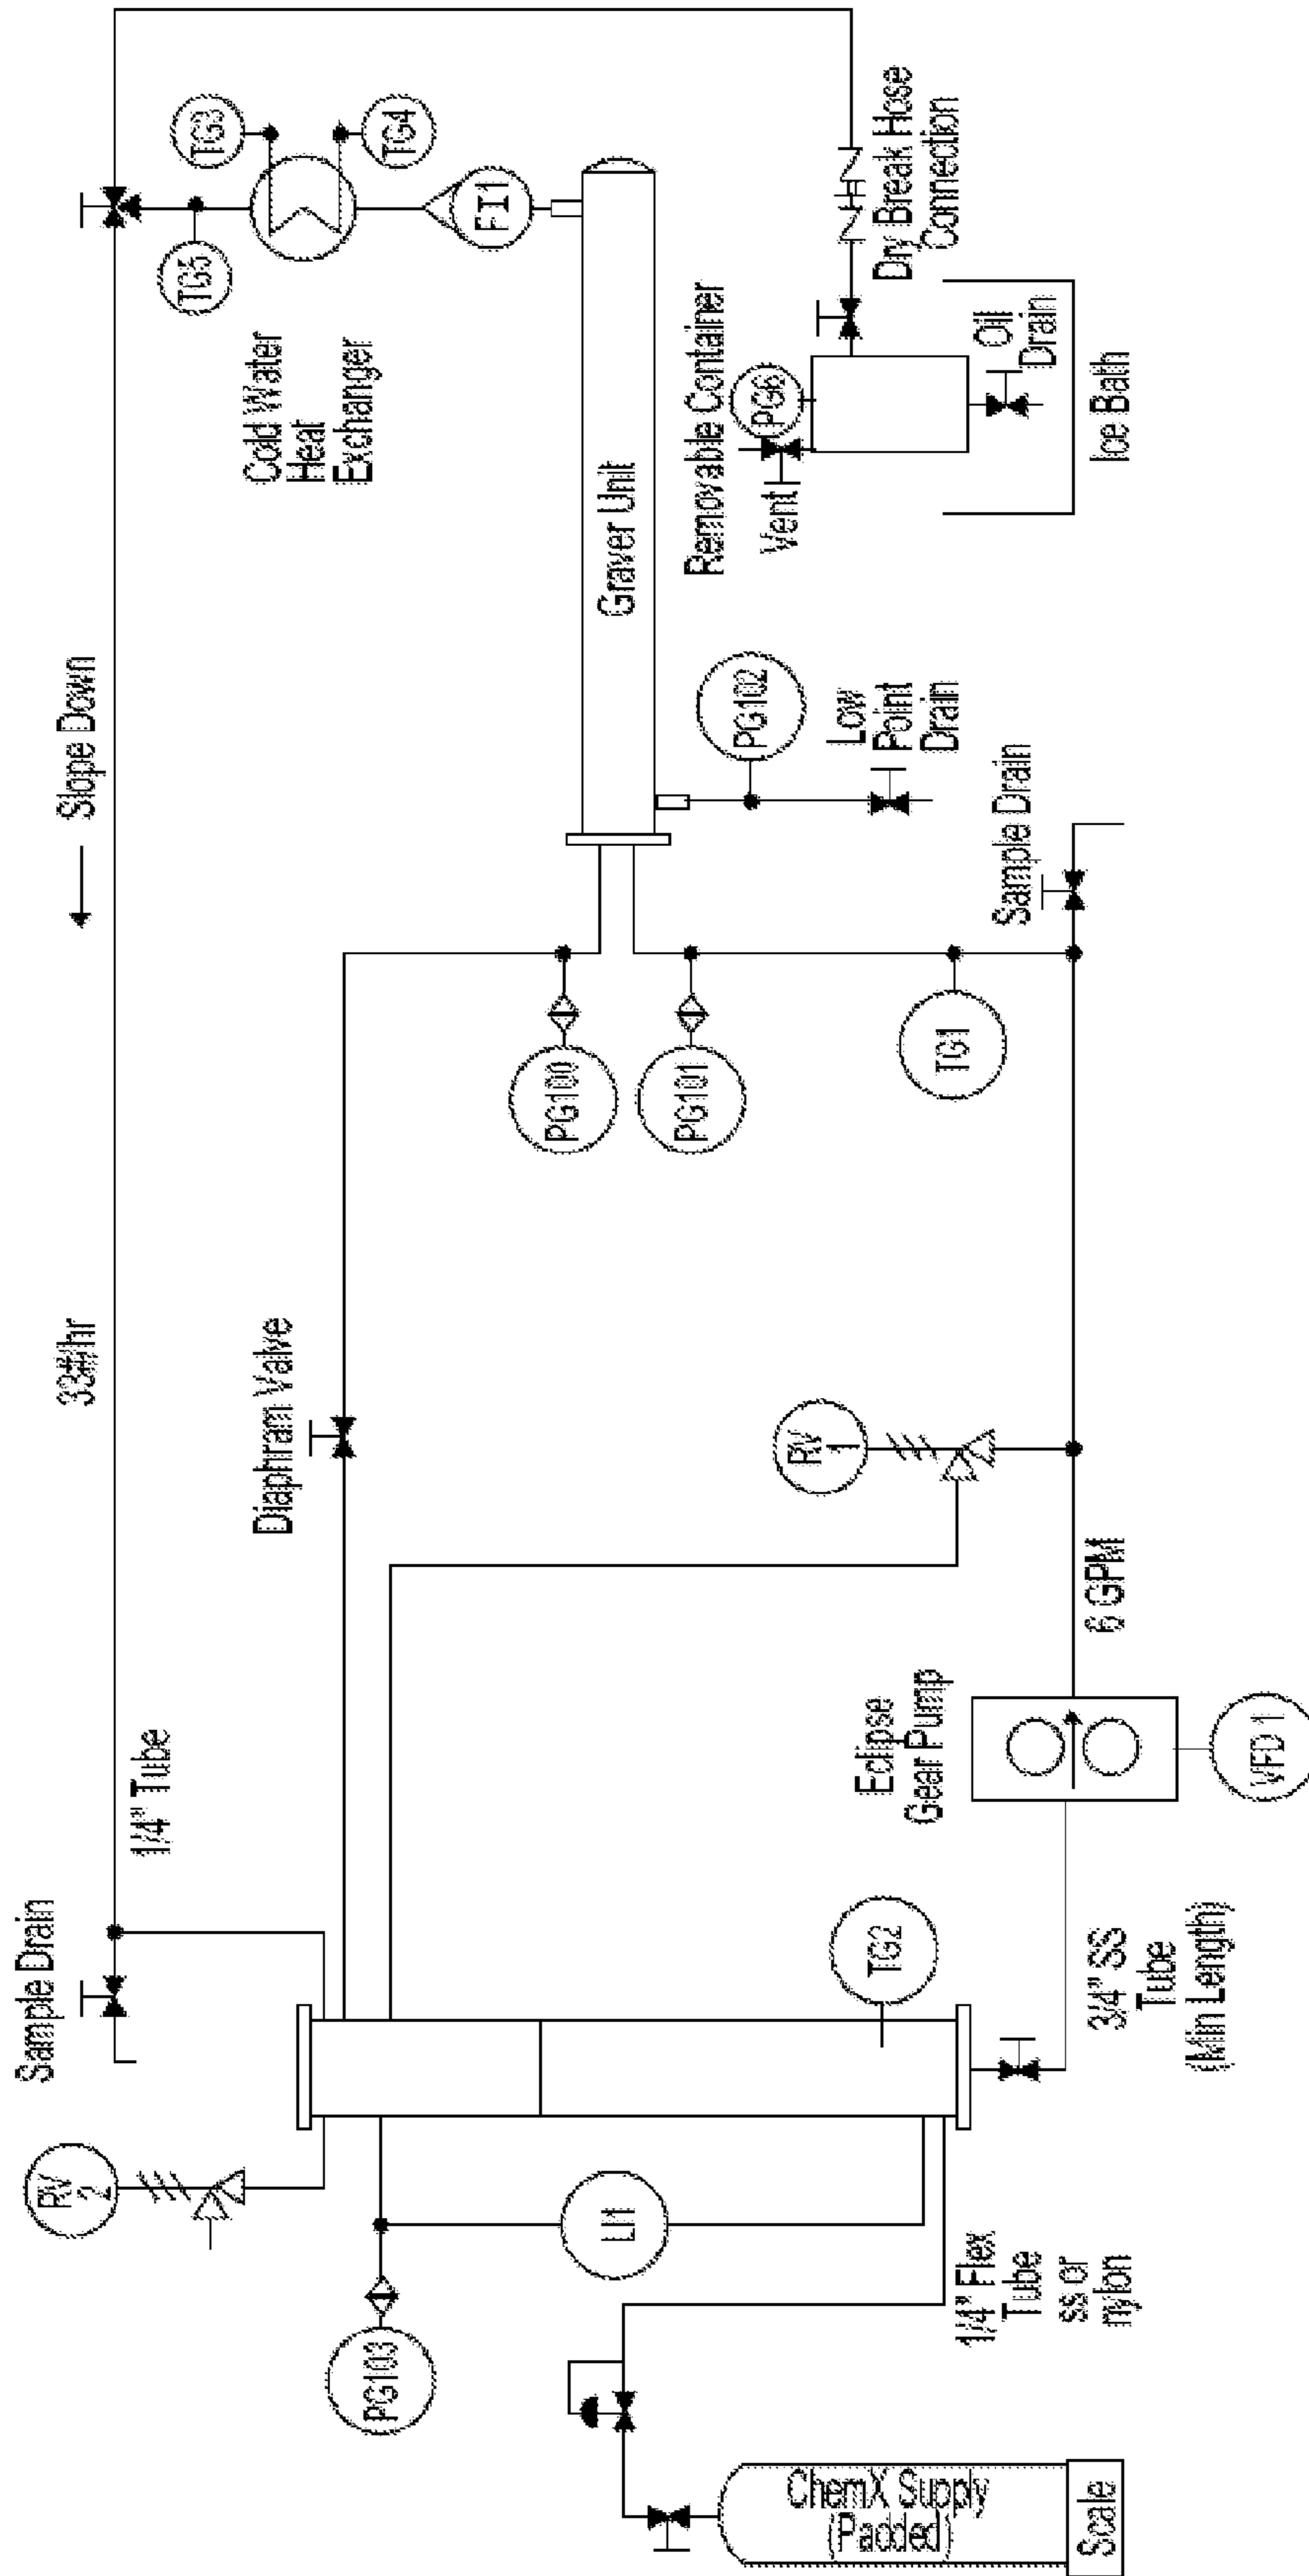 Slope Down
33#/hr
1/4" Tube
Sample Drain
TG3
TG4
TG5
FI1
Cold Water
Heat
Exchanger
Dry Break Hose
Connection
Removable Container
PG6
Vent
Oil
Drain
Ice Bath
Graver Unit
PG102
Low
Point
Drain
Sample Drain
Diaphram Valve
PG100
PG101
TG1
RV
1
6 GPM
Eclipse
Gear Pump
VFD 1
3/4" SS
Tube
(Min Length)
TG2
RV
2
LI1
PG103
1/4" Flex
Tube
ss or
nylon
ChemX Supply
(Padded)
Scale